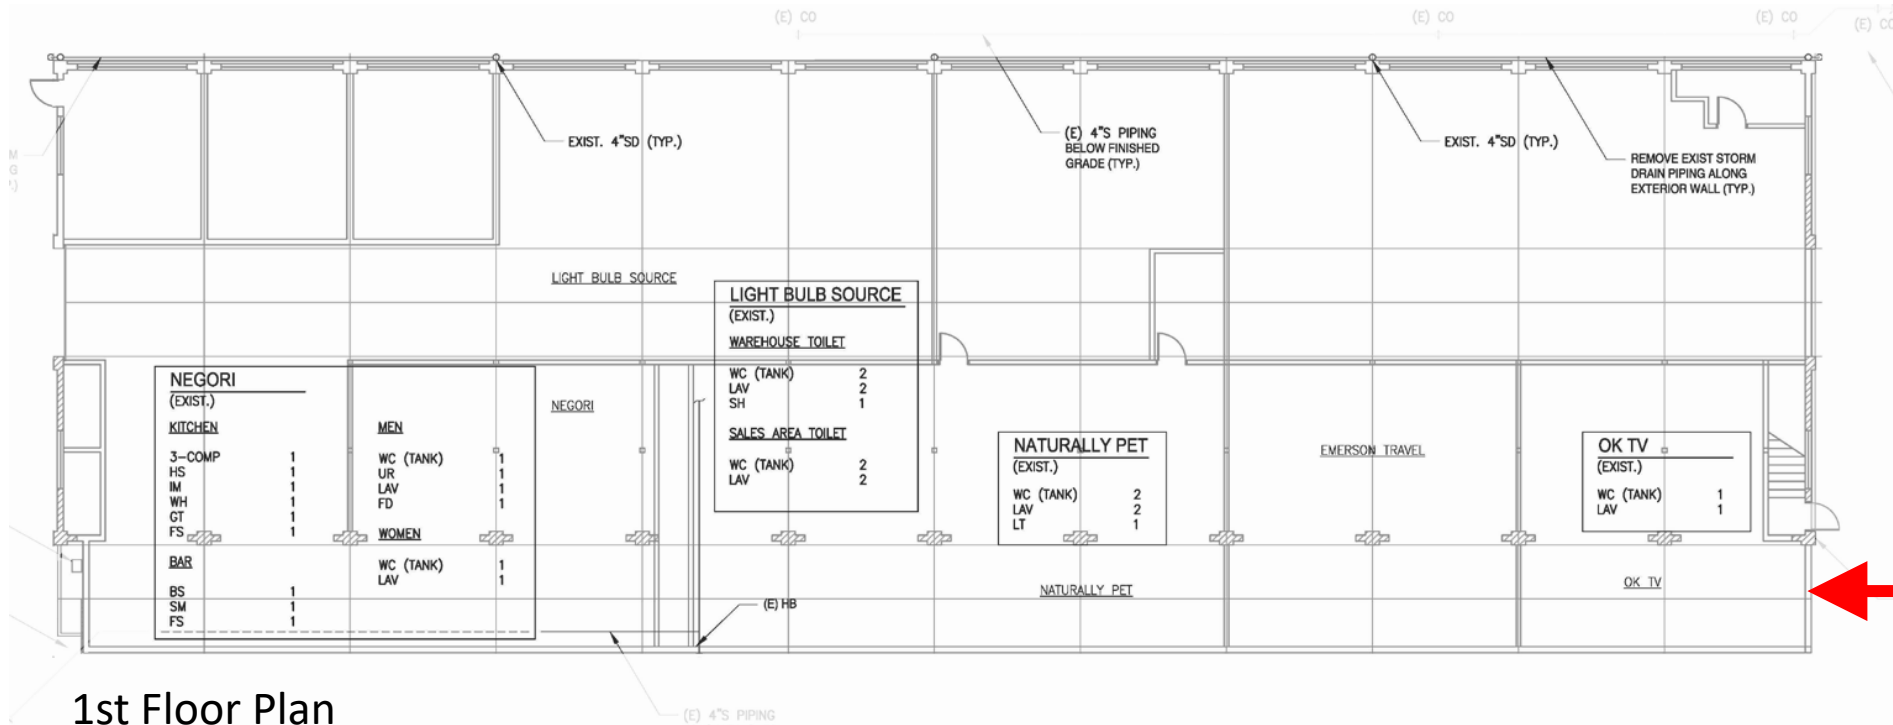 (E) CO
(E) CO
(E) CO
(E) CO
EXIST. 4"SD (TYP.)
(E) 4"S PIPING
BELOW FINISHED
GRADE (TYP.)
EXIST. 4"SD (TYP.)
REMOVE EXIST STORM
DRAIN PIPING ALONG
EXTERIOR WALL (TYP.)
M
G
.)
LIGHT BULB SOURCE
LIGHT BULB SOURCE
(EXIST.)
WAREHOUSE TOILET
WC (TANK) 2
LAV 2
SH 1
SALES AREA TOILET
WC (TANK) 2
LAV 2
NEGORI
(EXIST.)
KITCHEN
3-COMP 1
HS 1
IM 1
WH 1
GT 1
FS 1
BAR
BS 1
SM 1
FS 1
MEN
WC (TANK) 1
UR 1
LAV 1
FD 1
WOMEN
WC (TANK) 1
LAV 1
NEGORI
NATURALLY PET
(EXIST.)
WC (TANK) 2
LAV 2
LT 1
EMERSON TRAVEL
OK TV
(EXIST.)
WC (TANK) 1
LAV 1
NATURALLY PET
OK TV
(E) HB
(E) 4"S PIPING
1st Floor Plan